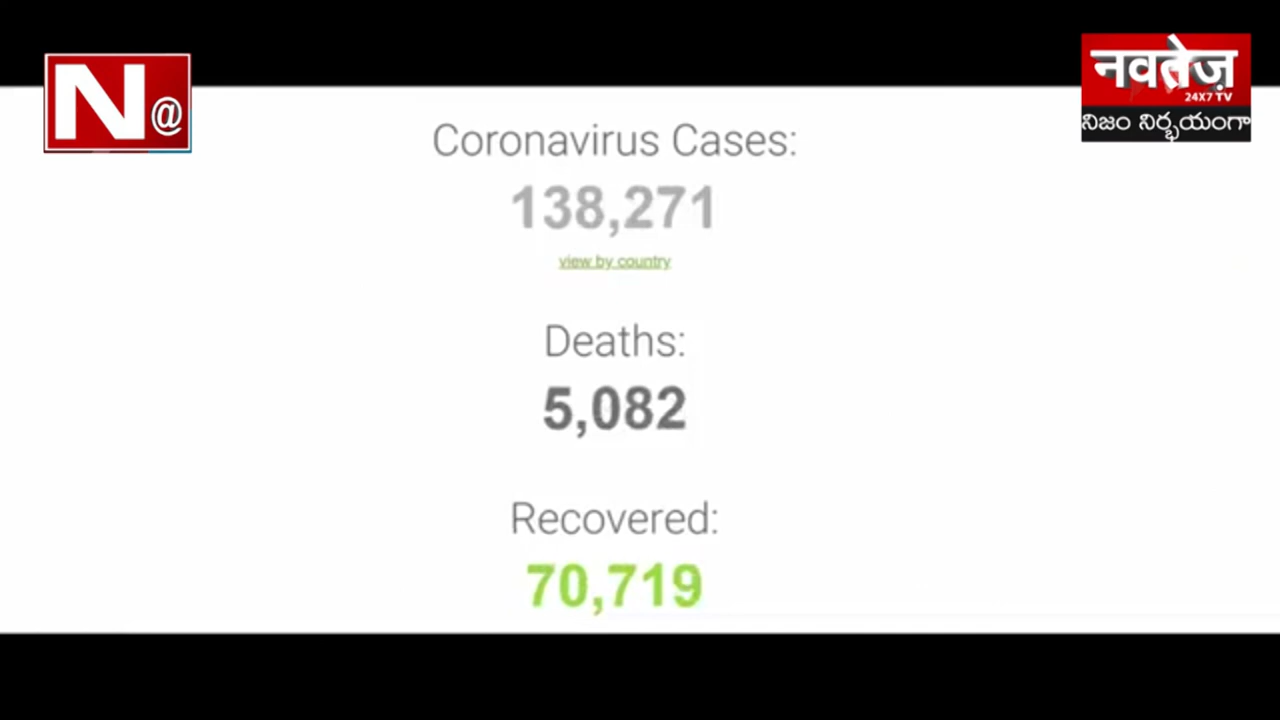 N@
नवतेज़
24X7 TV
నిజం నిర్భయంగా
Coronavirus Cases:
138,271
view by country
Deaths:
5,082
Recovered:
70,719